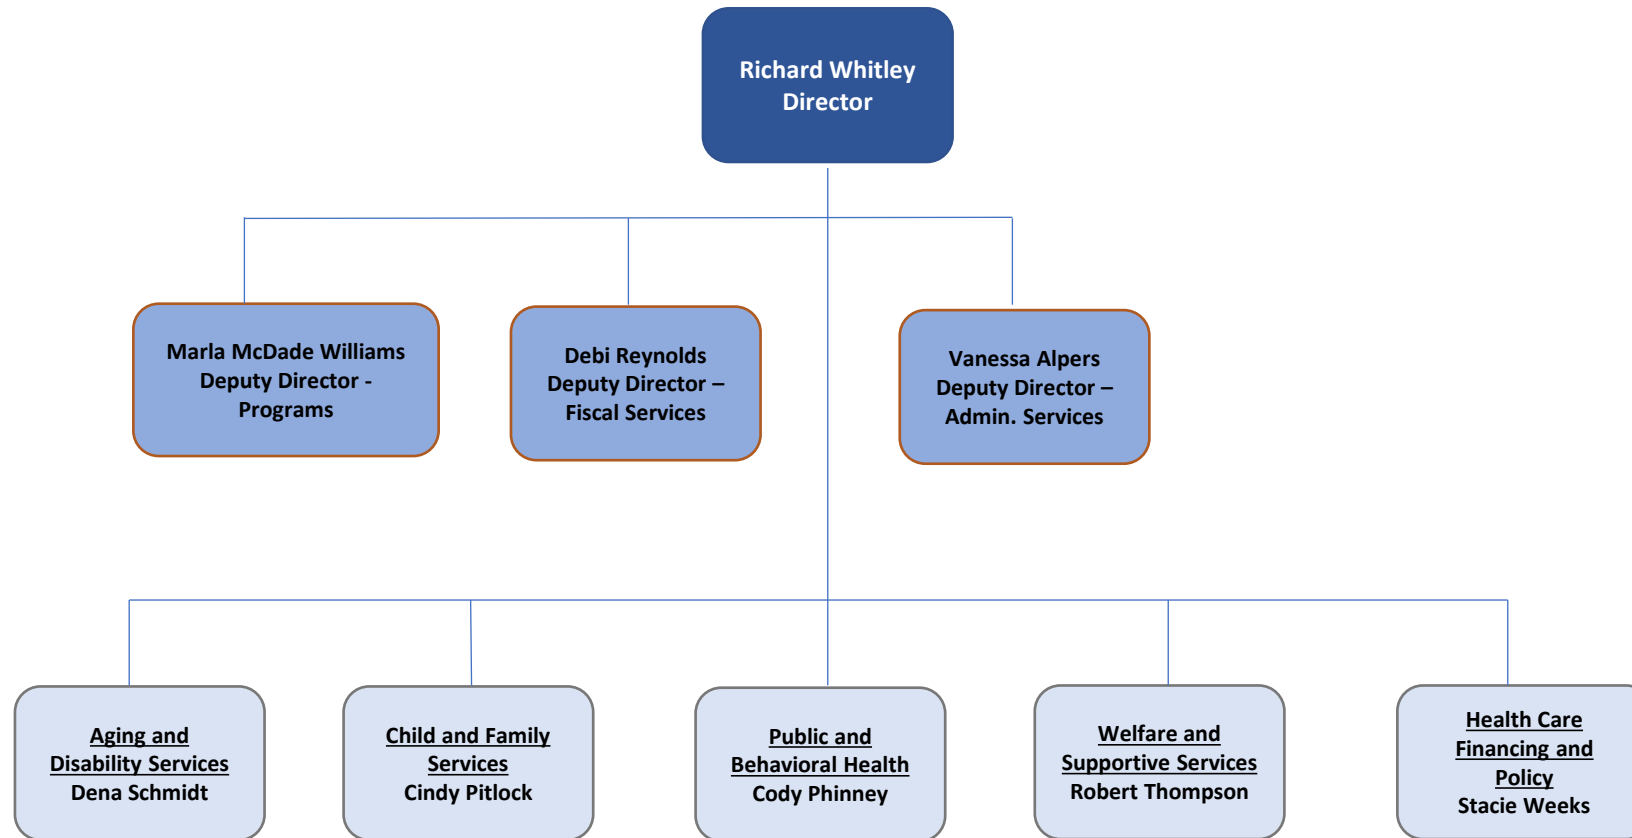 Richard Whitley
Director
Marla McDade Williams
Deputy Director -
Programs
Debi Reynolds
Deputy Director –
Fiscal Services
Vanessa Alpers
Deputy Director –
Admin. Services
Aging and
Disability Services
Dena Schmidt
Child and Family
Services
Cindy Pitlock
Public and
Behavioral Health
Cody Phinney
Welfare and
Supportive Services
Robert Thompson
Health Care
Financing and
Policy
Stacie Weeks